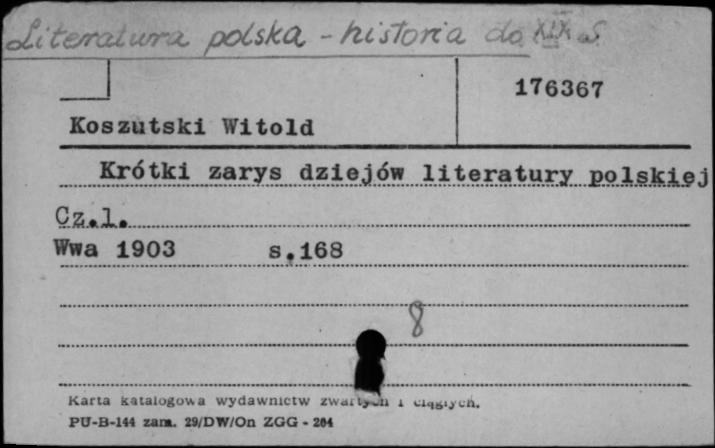 Literatura polska - historia do XIX w.
176367
Koszutski Witold
Krótki zarys dziejów literatury polskiej
Cz.1.
Wwa 1903 s.168
8
Karta katalogowa wydawnictw zwartych i ciągłych.
PU-B-144 zam. 29/DW/On ZGG - 204